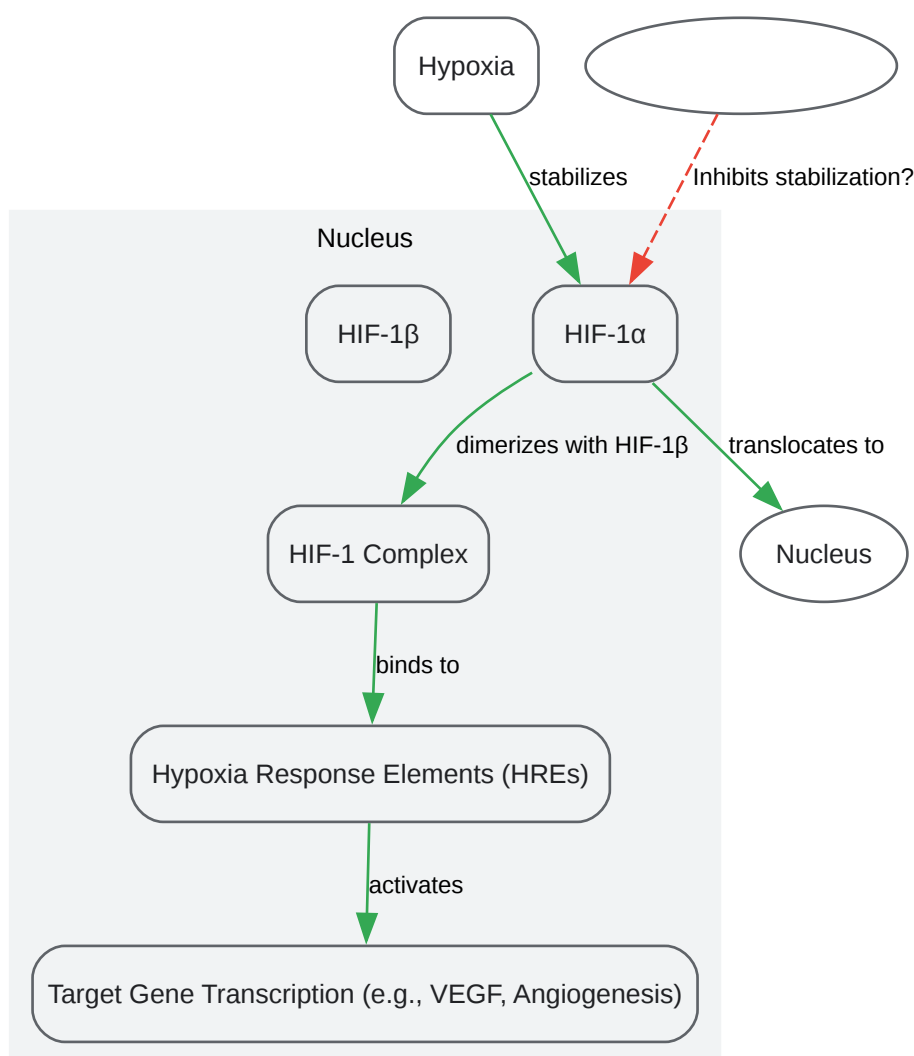 Hypoxia
stabilizes
Inhibits stabilization?
Nucleus
HIF-1β
HIF-1α
dimerizes with HIF-1β
translocates to
HIF-1 Complex
Nucleus
binds to
Hypoxia Response Elements (HREs)
activates
Target Gene Transcription (e.g., VEGF, Angiogenesis)